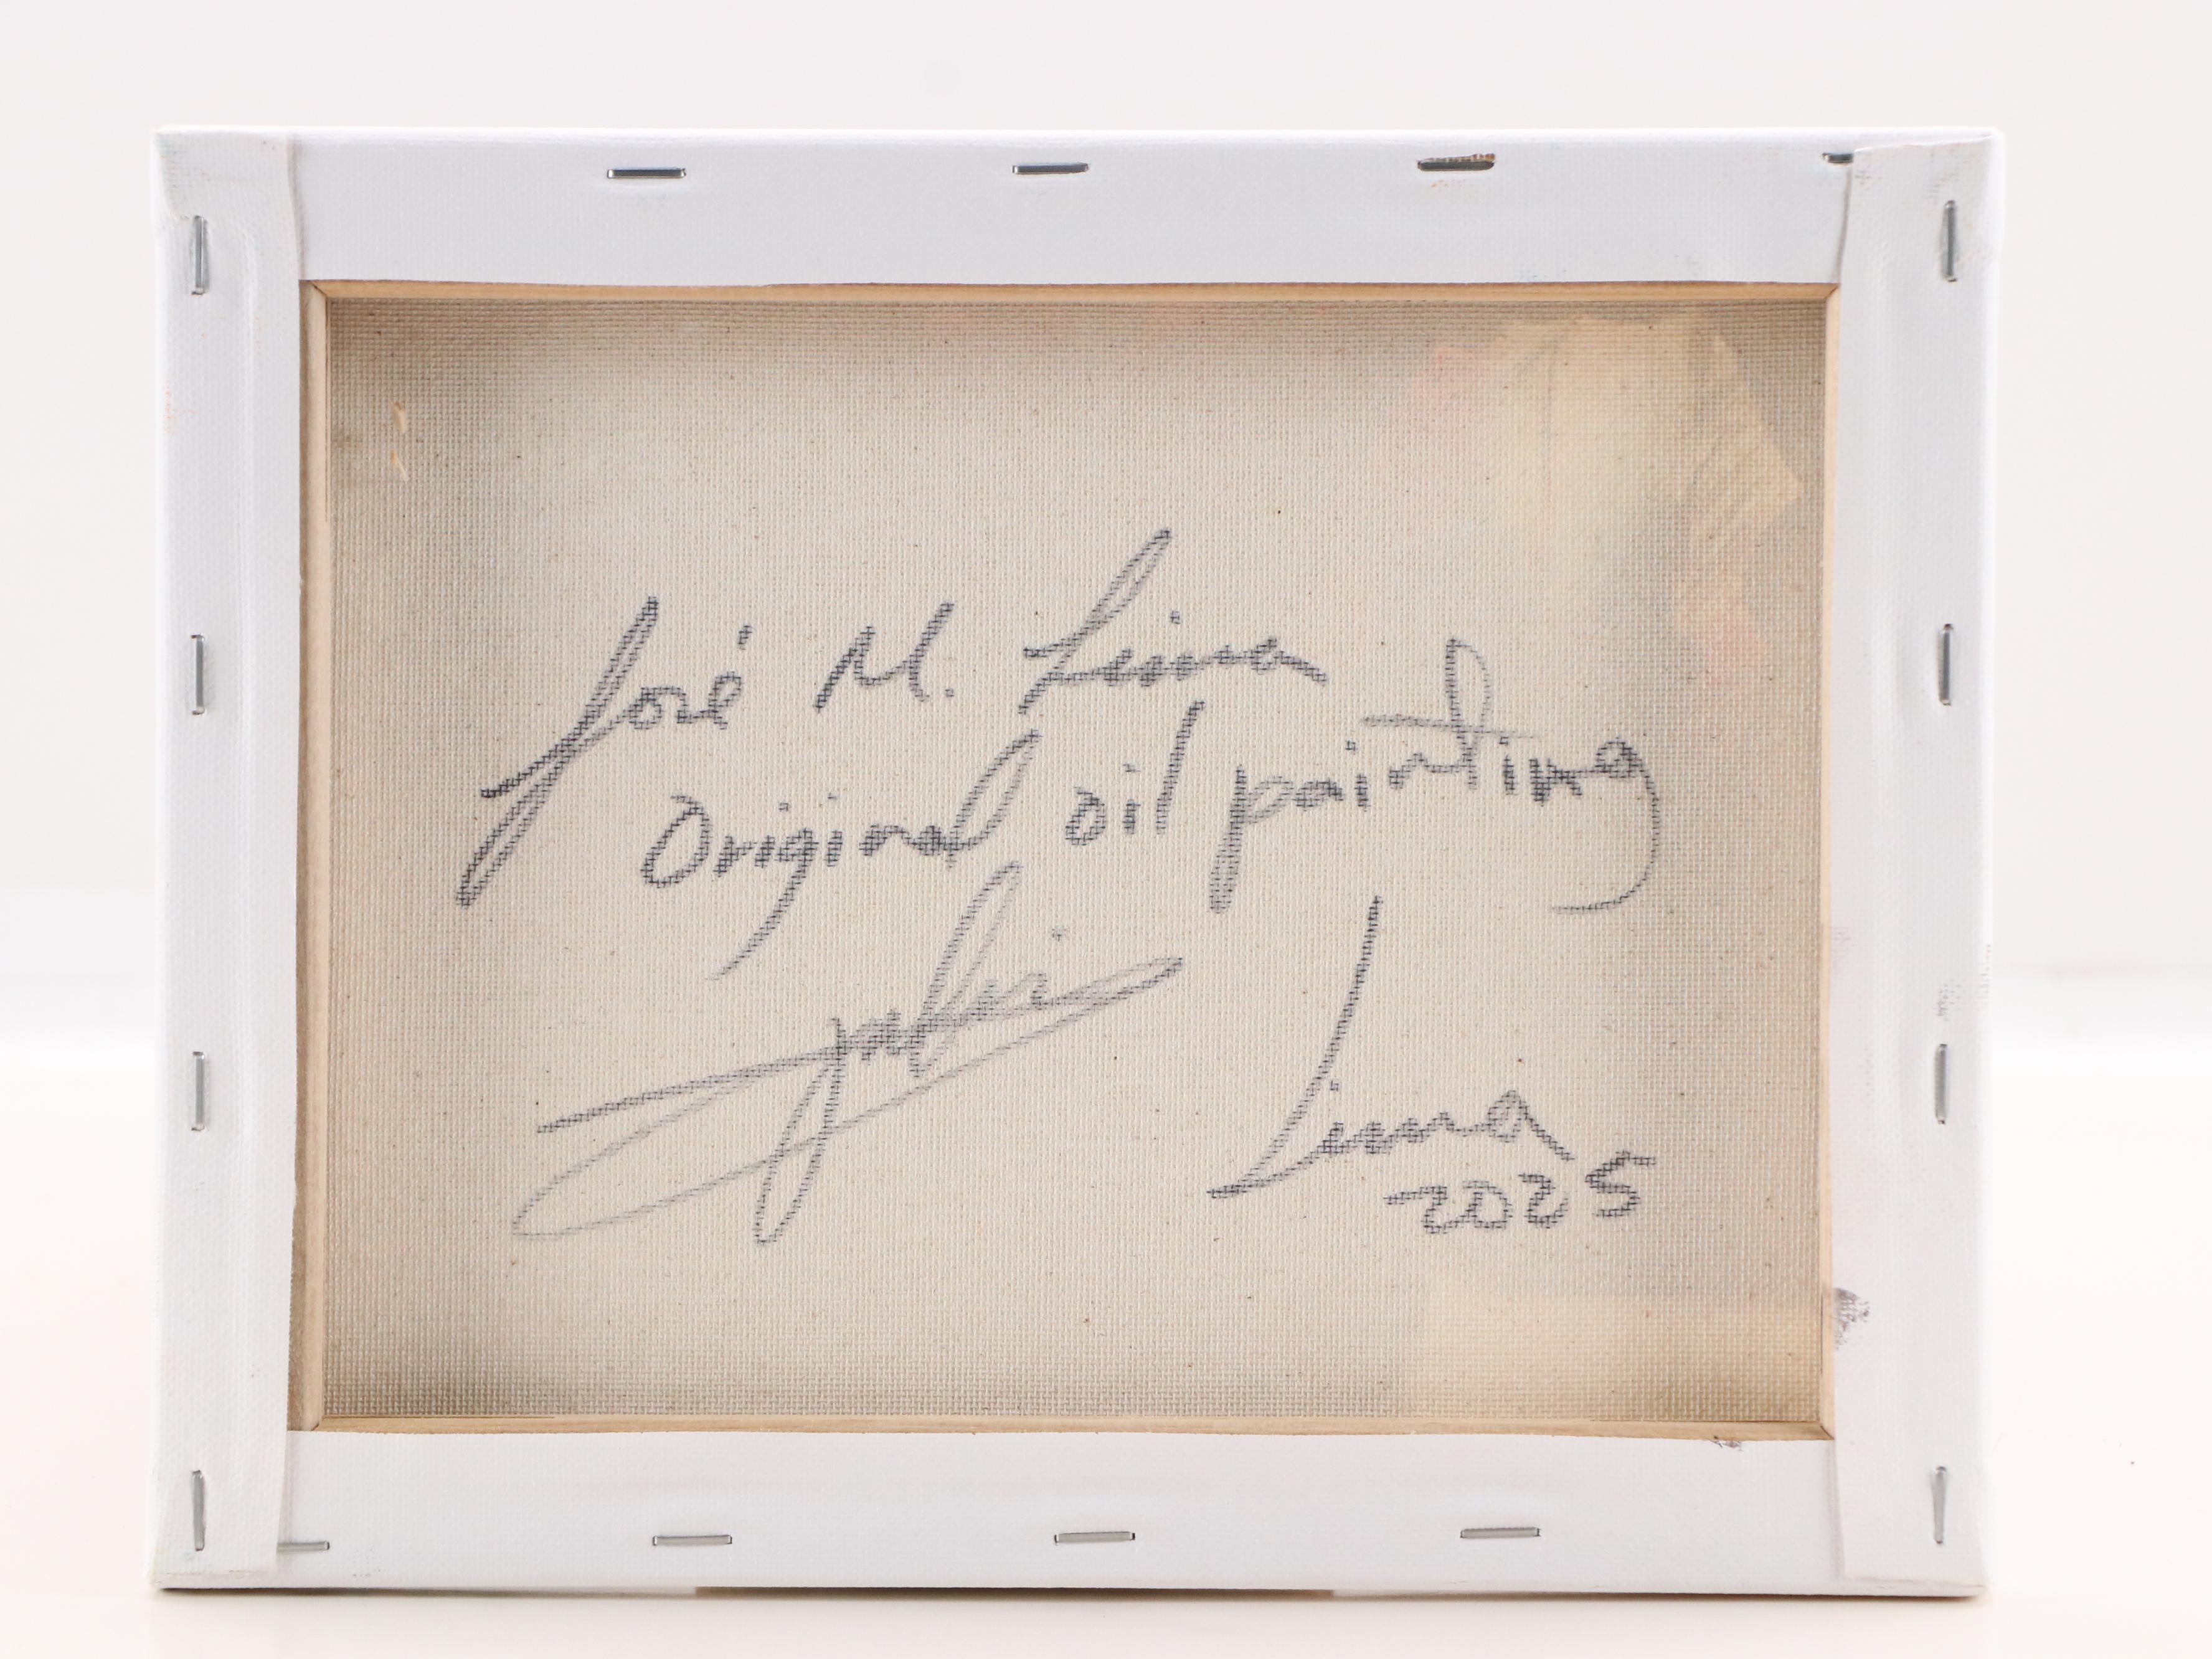 José M. Lima
Original oil painting
Lima
2025